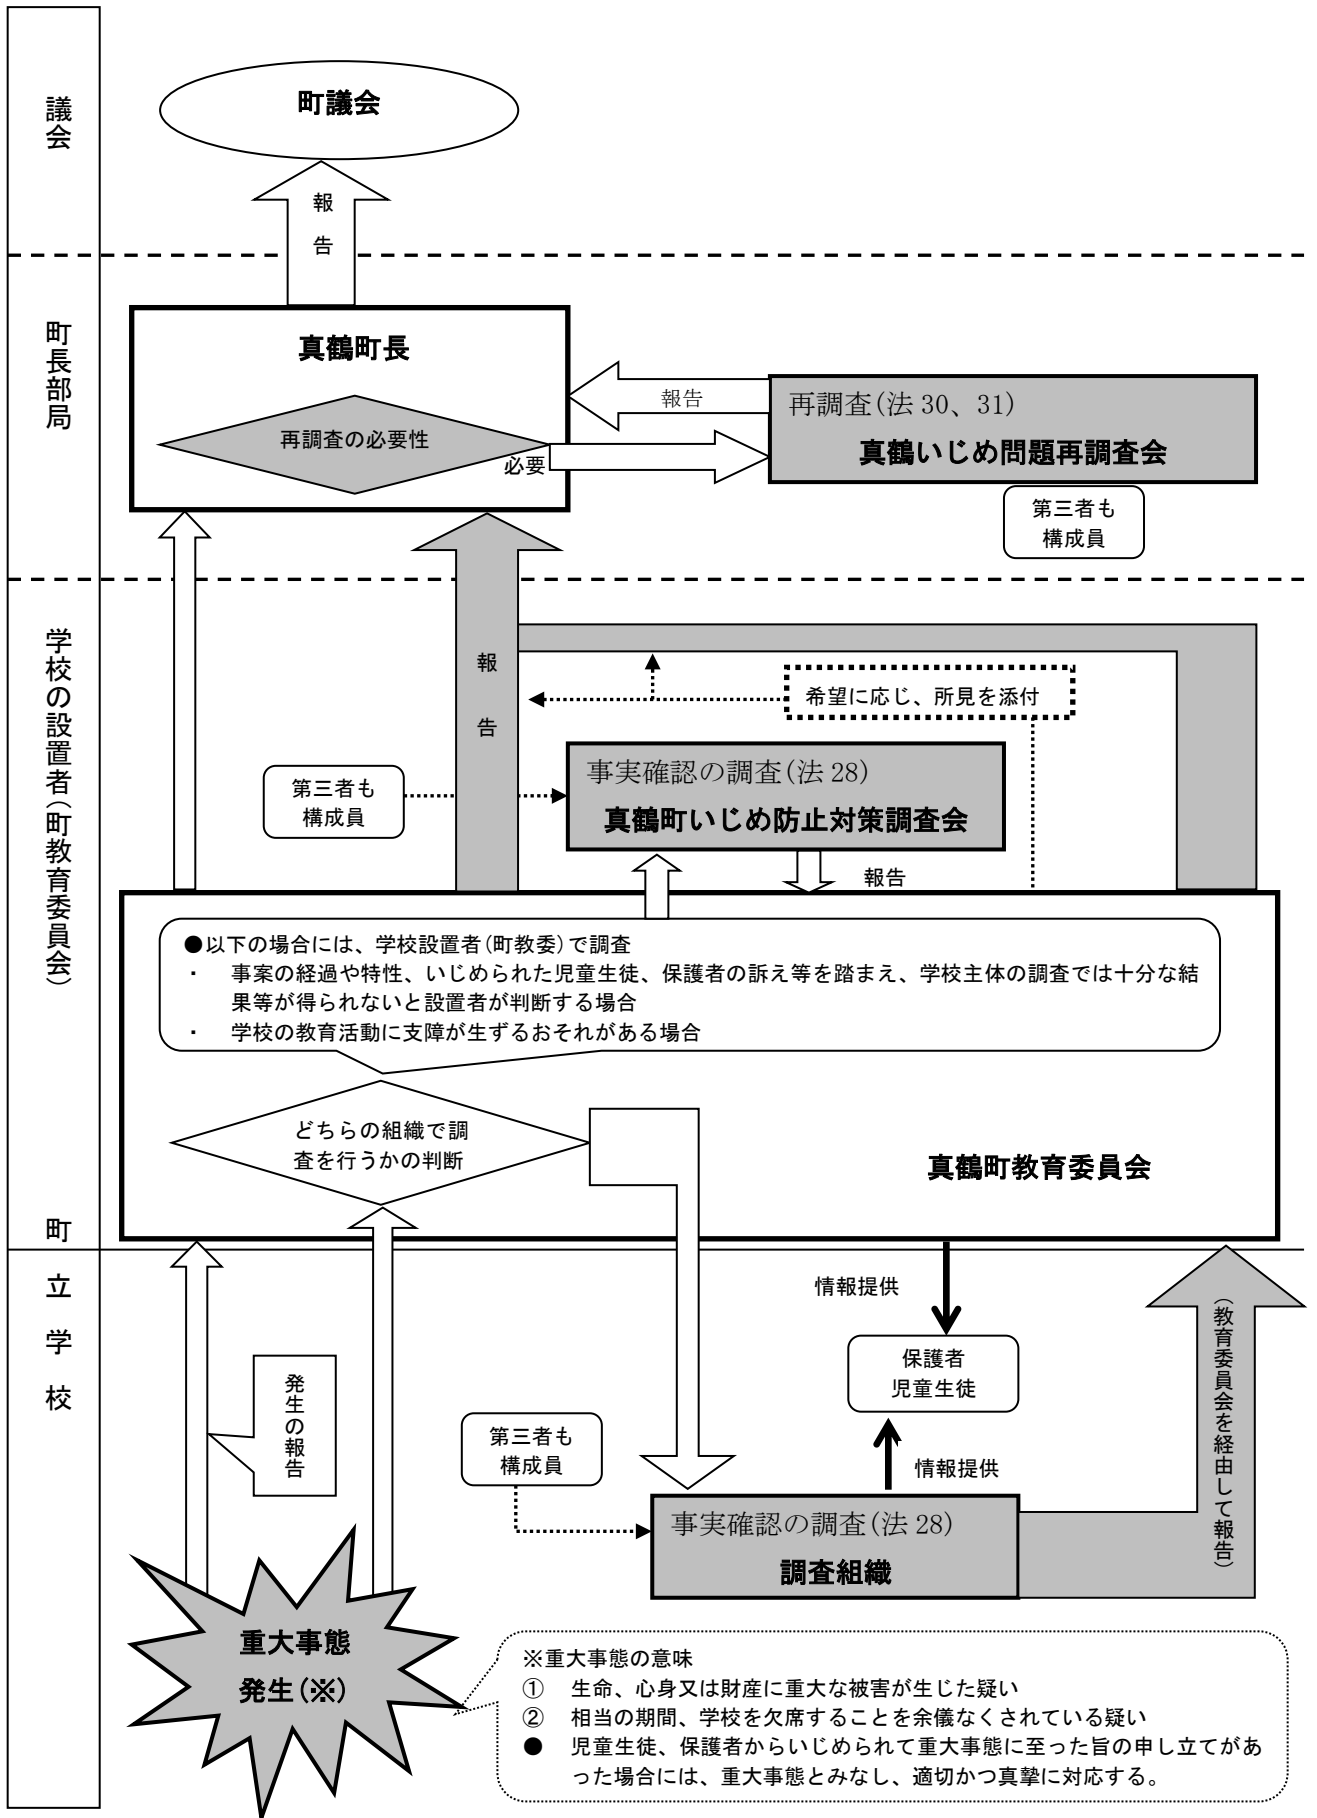 議会
町議会
報
告
町長部局
真鶴町長
再調査の必要性
必要
報告
再調査(法 30、31)
真鶴いじめ問題再調査会
第三者も
構成員
学校の設置者(町教育委員会)
報
告
希望に応じ、所見を添付
事実確認の調査(法 28)
真鶴町いじめ防止対策調査会
第三者も
構成員
報告
●以下の場合には、学校設置者(町教委)で調査
・ 事案の経過や特性、いじめられた児童生徒、保護者の訴え等を踏まえ、学校主体の調査では十分な結
果等が得られないと設置者が判断する場合
・ 学校の教育活動に支障が生ずるおそれがある場合
どちらの組織で調
査を行うかの判断
真鶴町教育委員会
町立学校
情報提供
保護者
児童生徒
情報提供
(教育委員会を経由して報告)
発生の報告
第三者も
構成員
事実確認の調査(法 28)
調査組織
重大事態
発生(※)
※重大事態の意味
① 生命、心身又は財産に重大な被害が生じた疑い
② 相当の期間、学校を欠席することを余儀なくされている疑い
● 児童生徒、保護者からいじめられて重大事態に至った旨の申し立てがあ
った場合には、重大事態とみなし、適切かつ真摯に対応する。